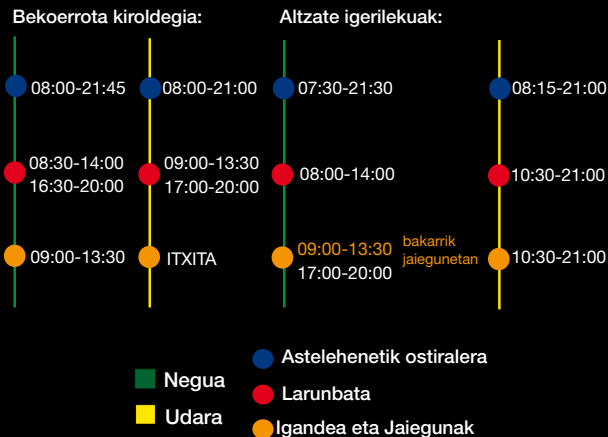 Bekoerrota kiroldegia:
Altzate igerilekuak:
08:00-21:45
08:00-21:00
07:30-21:30
08:15-21:00
08:30-14:00
16:30-20:00
09:00-13:30
17:00-20:00
08:00-14:00
10:30-21:00
09:00-13:30
ITXITA
09:00-13:30
bakarrik
jaiegunetan
17:00-20:00
10:30-21:00
Negua
Udara
Astelehenetik ostiralera
Larunbata
Igandea eta Jaiegunak